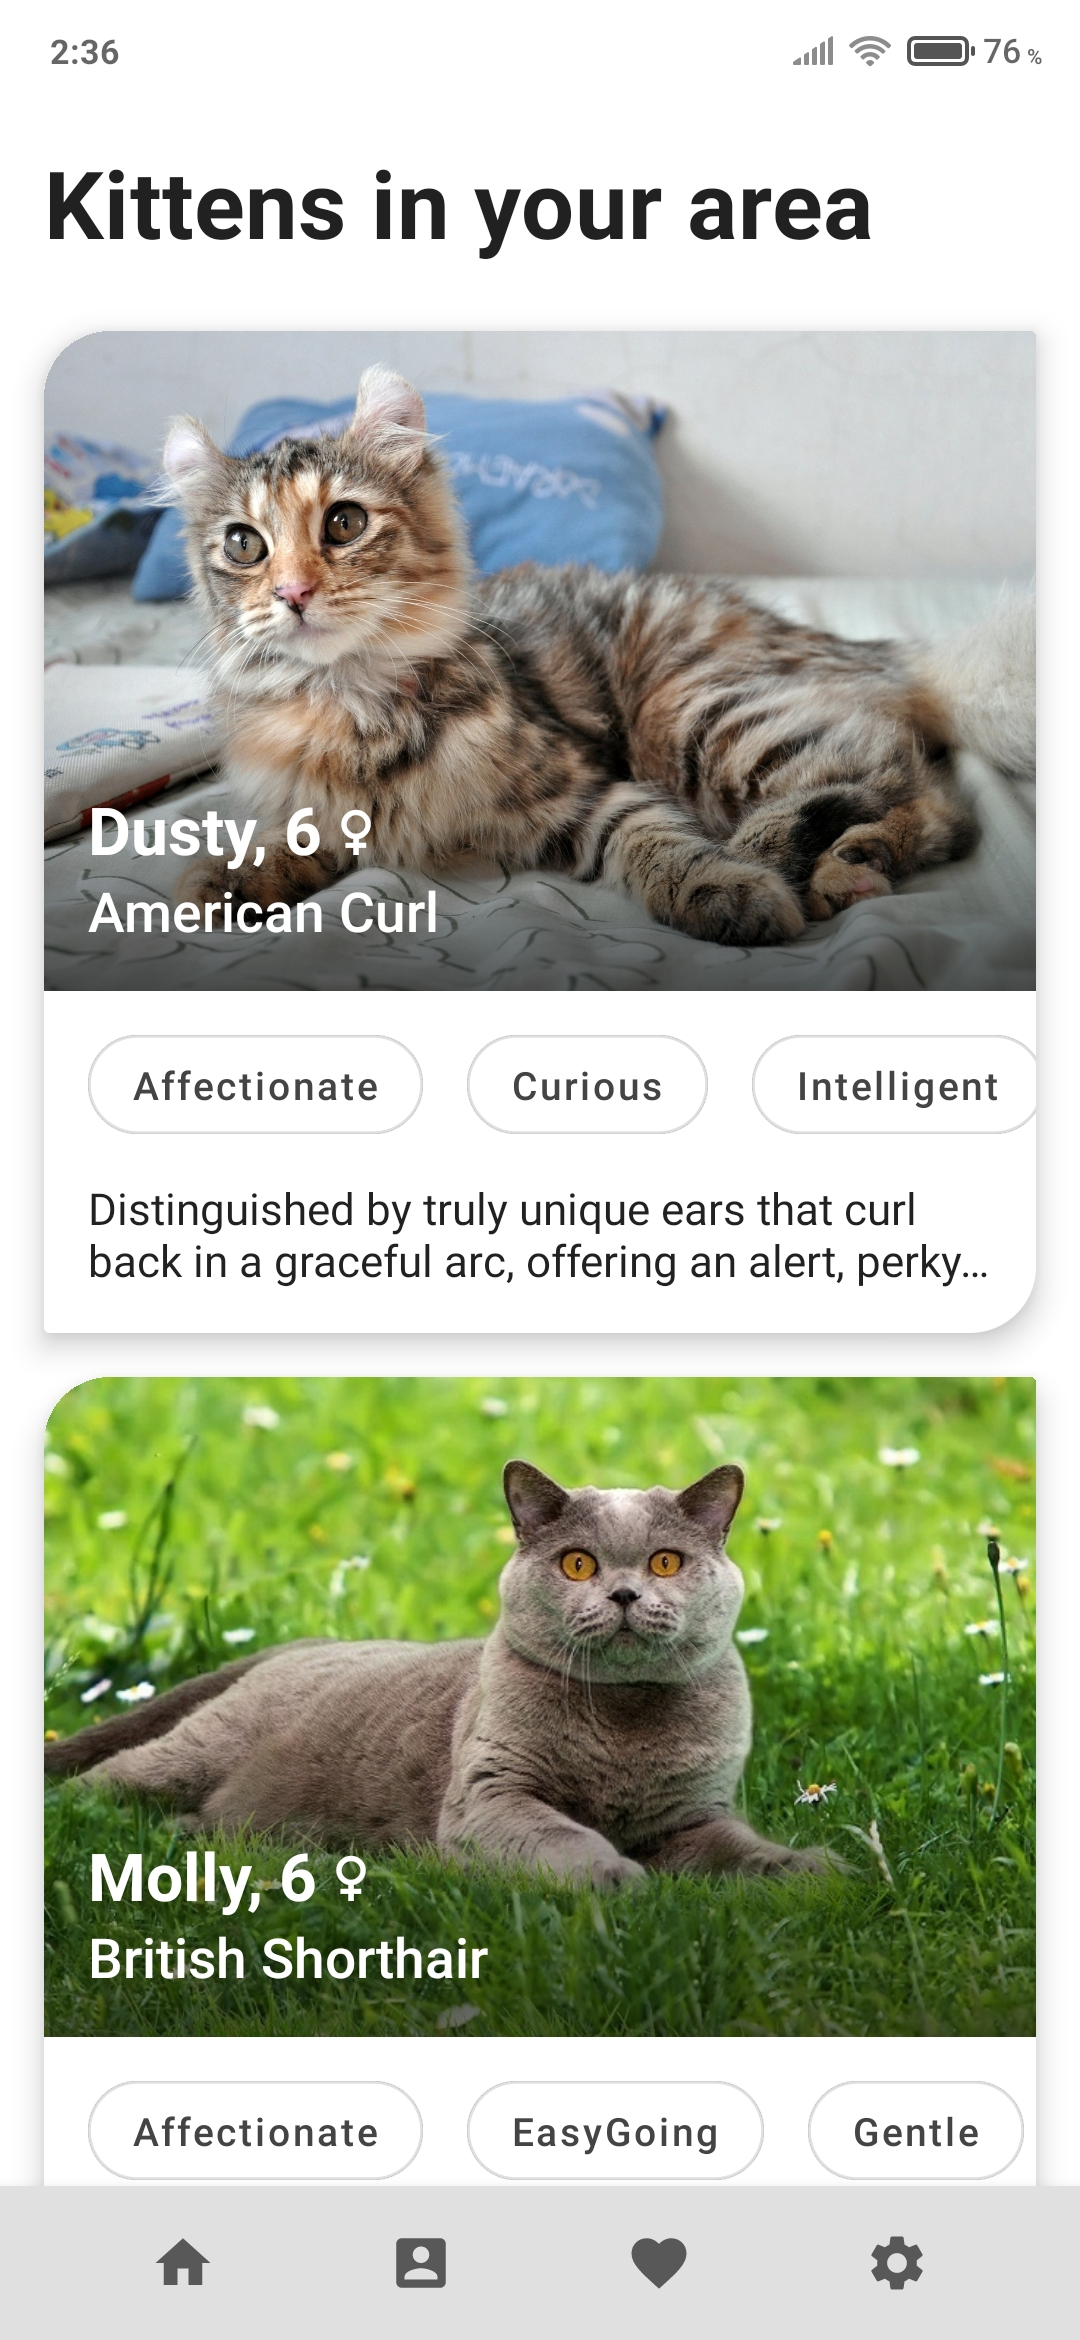 2:36
76 %
Kittens in your area
Dusty, 6 ♀
American Curl
Affectionate
Curious
Intelligent
Distinguished by truly unique ears that curl
back in a graceful arc, offering an alert, perky...
Molly, 6 ♀
British Shorthair
Affectionate
EasyGoing
Gentle